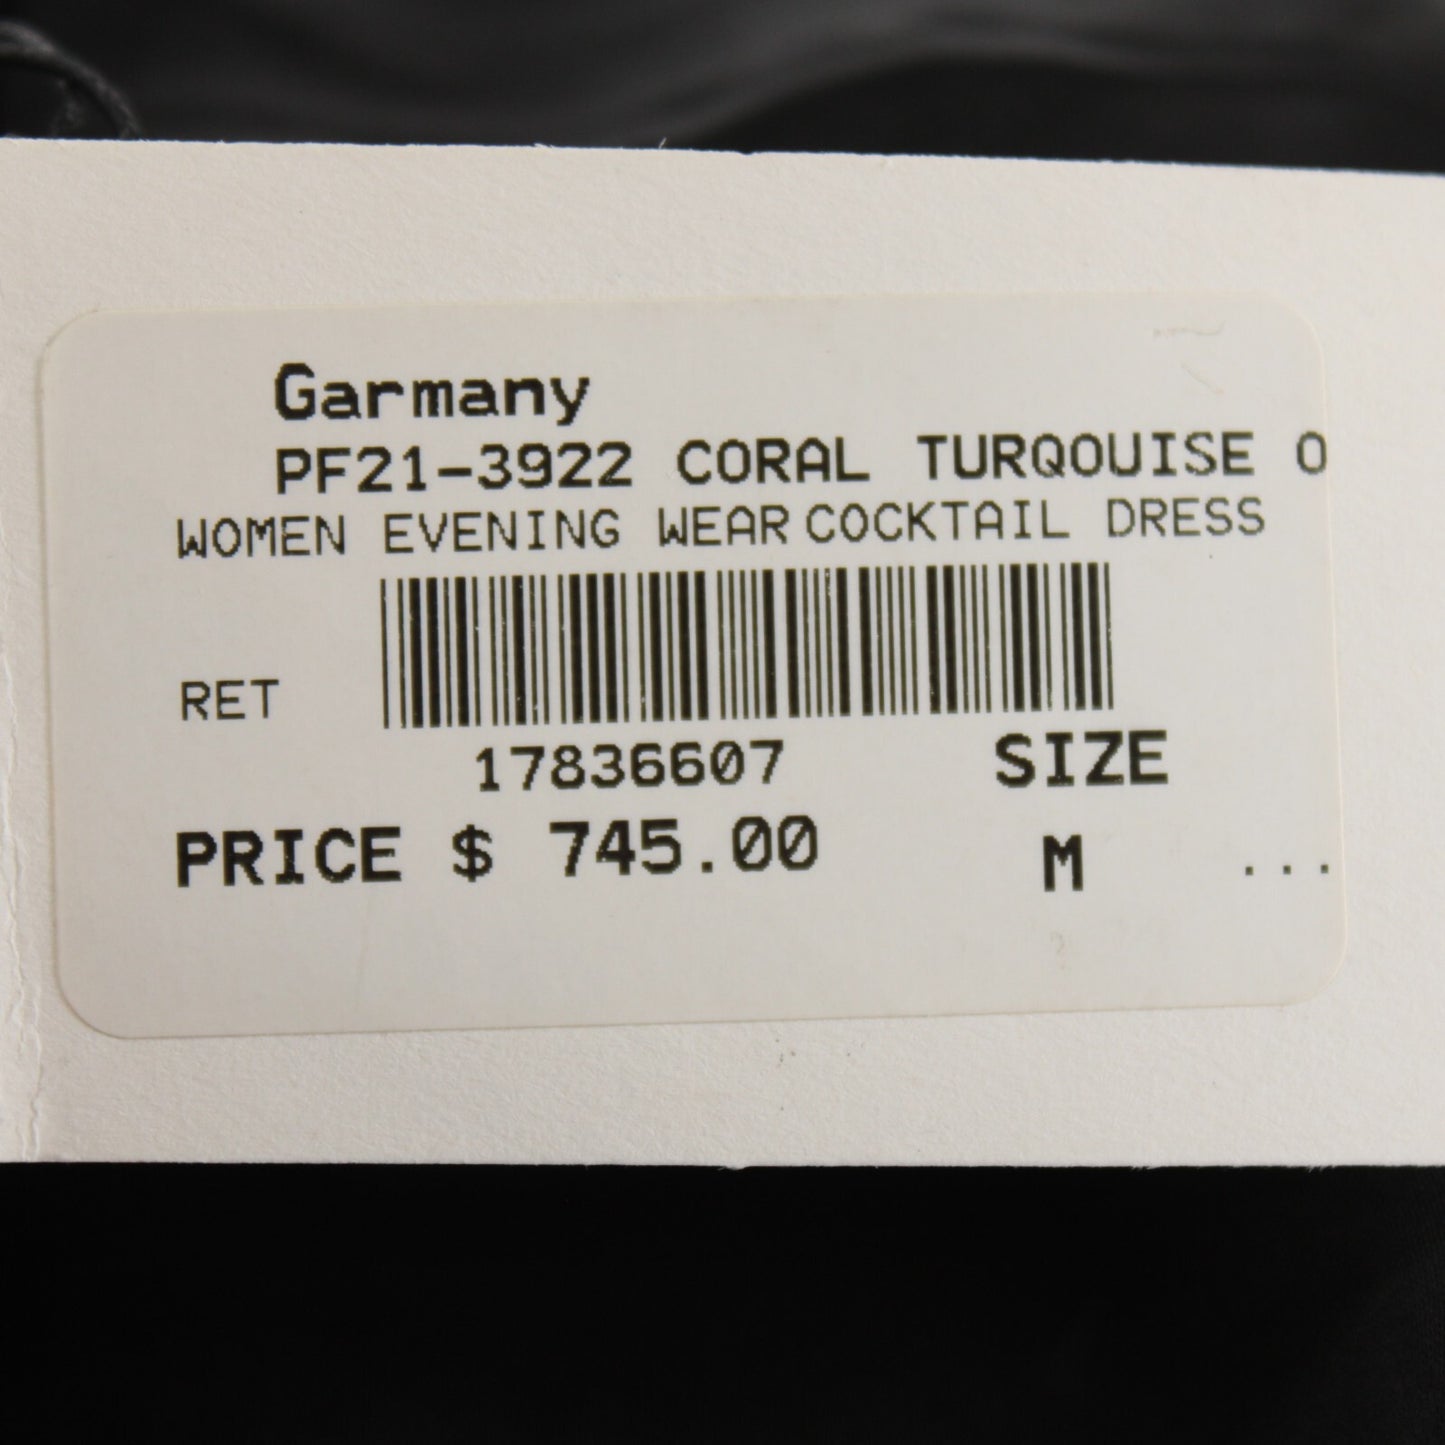 Garmany
PF21-3922 CORAL TURQOUISE O
WOMEN EVENING WEAR COCKTAIL DRESS
RET
17836607
SIZE
PRICE $ 745.00
M ...